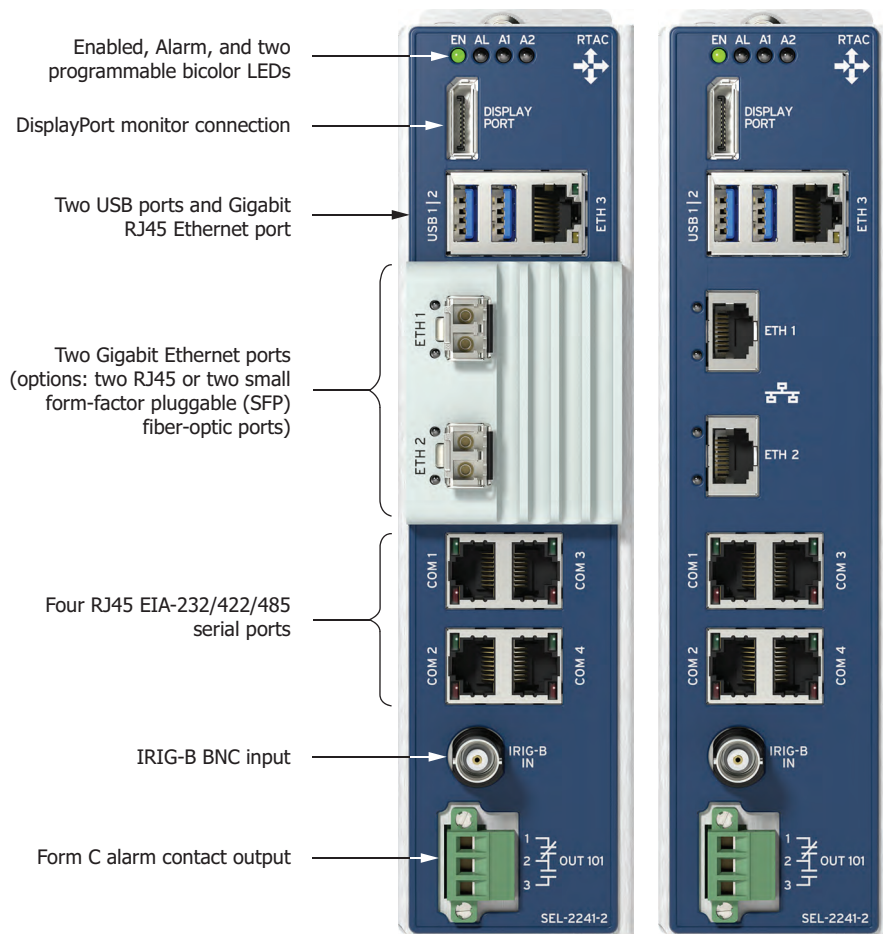 Enabled, Alarm, and two
programmable bicolor LEDs
DisplayPort monitor connection
Two USB ports and Gigabit
RJ45 Ethernet port
Two Gigabit Ethernet ports
(options: two RJ45 or two small
form-factor pluggable (SFP)
fiber-optic ports)
Four RJ45 EIA-232/422/485
serial ports
IRIG-B BNC input
Form C alarm contact output
EN AL A1 A2 RTAC
DISPLAY
PORT
USB 1 | 2
ETH 3
ETH 1
ETH 2
COM 1
COM 3
COM 2
COM 4
IRIG-B
IN
1
2
3
OUT 101
SEL-2241-2
EN AL A1 A2 RTAC
DISPLAY
PORT
USB 1 | 2
ETH 3
ETH 1
ETH 2
COM 1
COM 3
COM 2
COM 4
IRIG-B
IN
1
2
3
OUT 101
SEL-2241-2